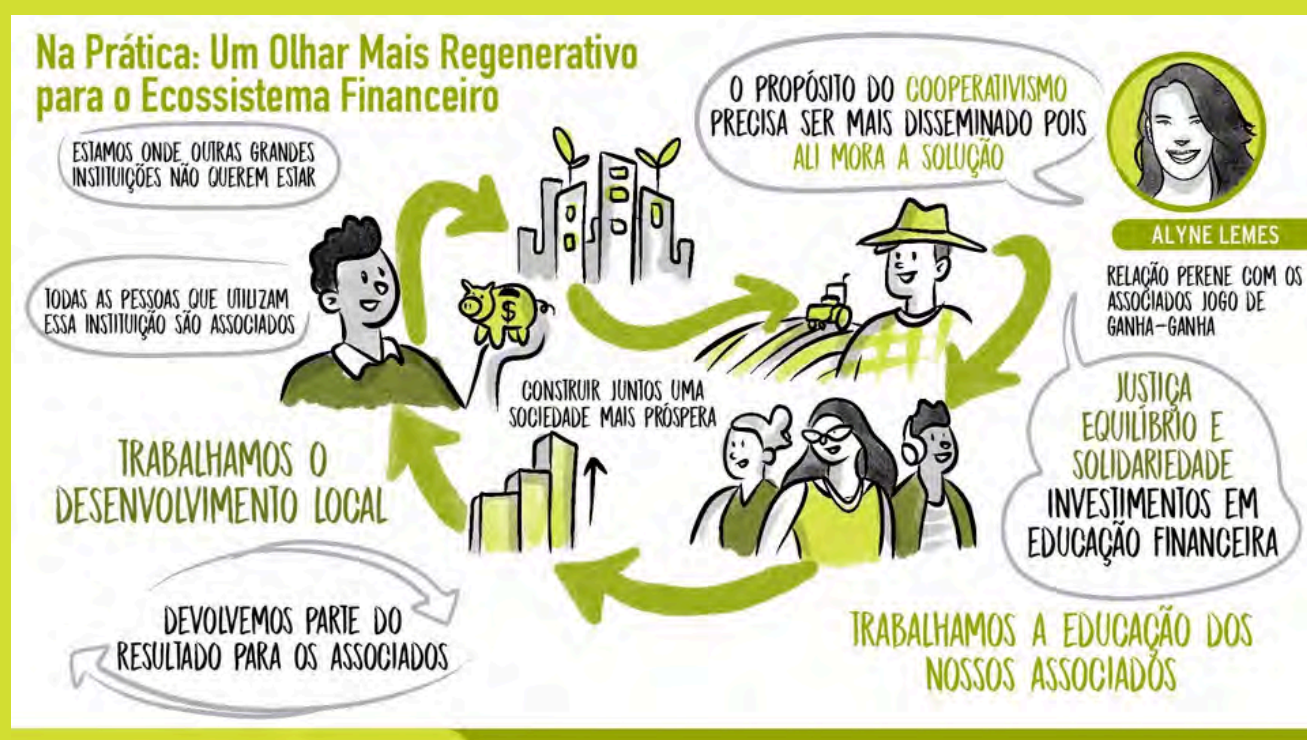 Na Prática: Um Olhar Mais Regenerativo
para o Ecossistema Financeiro
ESTAMOS ONDE OUTRAS GRANDES
INSTITUIÇÕES NÃO QUEREM ESTAR
O PROPÓSITO DO COOPERATIVISMO
PRECISA SER MAIS DISSEMINADO POIS
ALI MORA A SOLUÇÃO
ALYNE LEMES
RELAÇÃO PERENE COM OS
ASSOCIADOS JOGO DE
GANHA-GANHA
TODAS AS PESSOAS QUE UTILIZAM
ESSA INSTITUIÇÃO SÃO ASSOCIADOS
$
CONSTRUIR JUNTOS UMA
SOCIEDADE MAIS PRÓSPERA
JUSTIÇA
EQUILÍBRIO E
SOLIDARIEDADE
INVESTIMENTOS EM
EDUCAÇÃO FINANCEIRA
TRABALHAMOS O
DESENVOLVIMENTO LOCAL
DEVOLVEMOS PARTE DO
RESULTADO PARA OS ASSOCIADOS
TRABALHAMOS A EDUCAÇÃO DOS
NOSSOS ASSOCIADOS